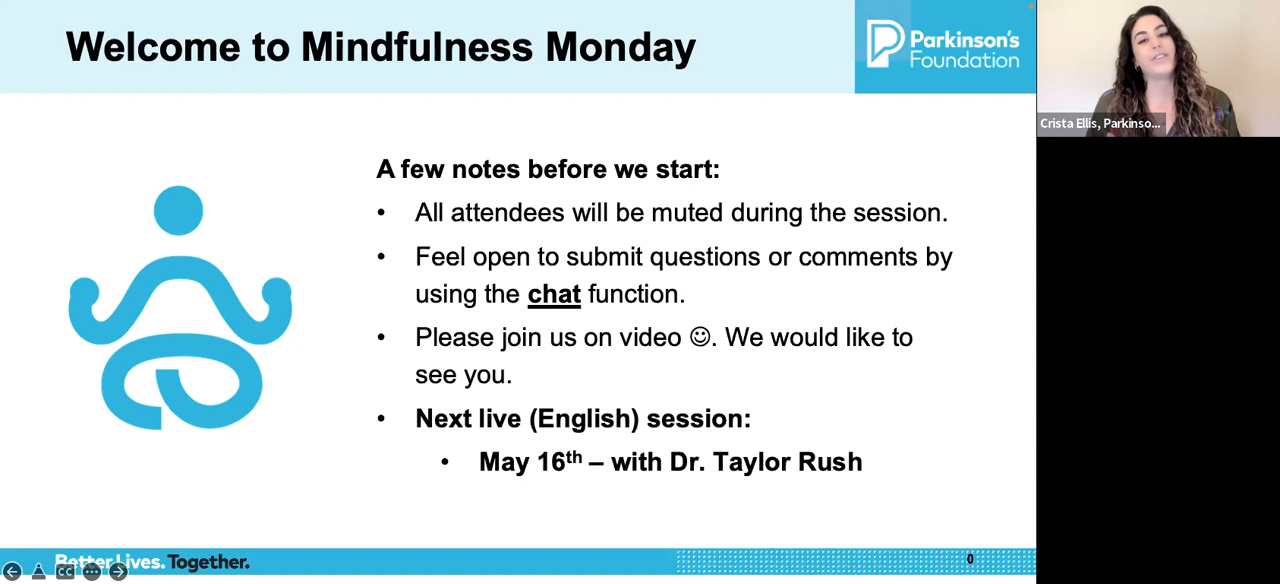 Welcome to Mindfulness Monday
Parkinson's
Foundation
Crista Ellis, Parkinso...
A few notes before we start:
• All attendees will be muted during the session.
• Feel open to submit questions or comments by
using the chat function.
• Please join us on video ☺. We would like to
see you.
• Next live (English) session:
• May 16th – with Dr. Taylor Rush
Better Lives. Together.
0
CC